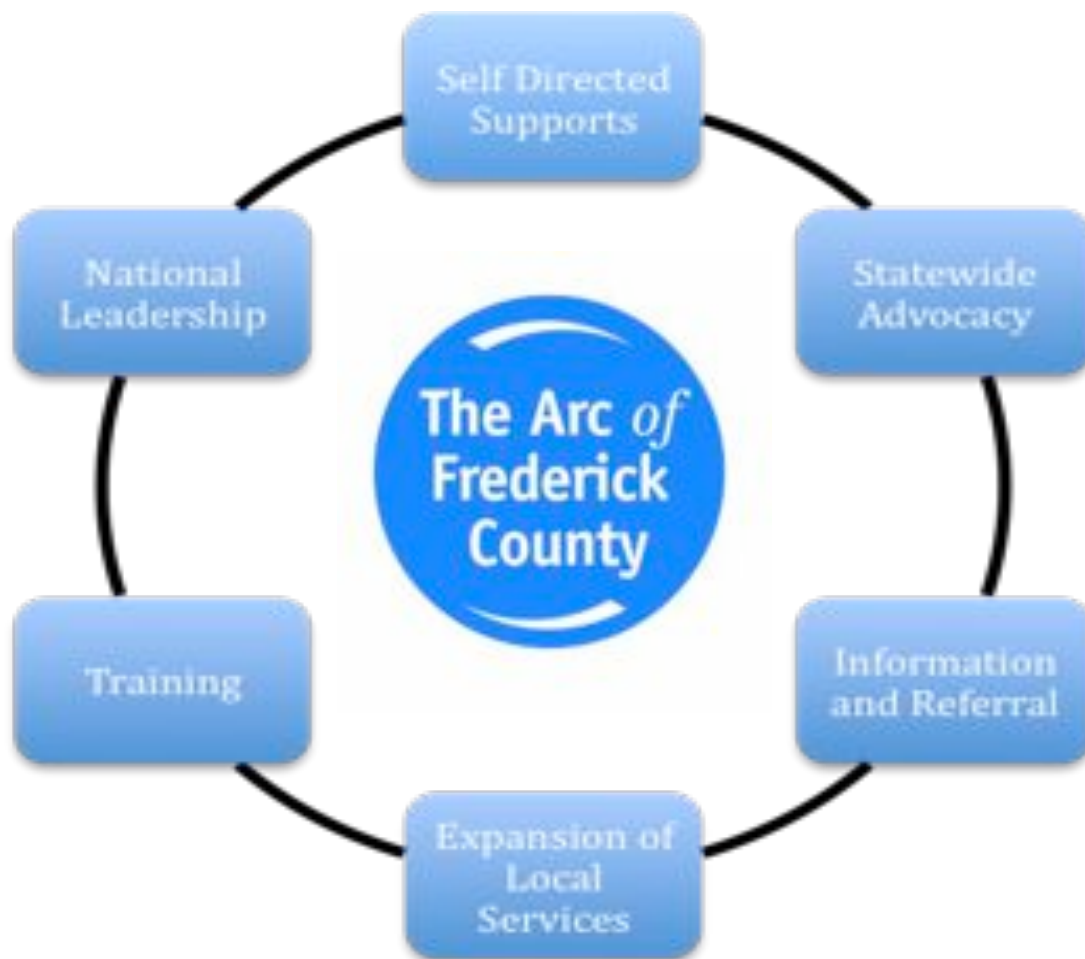 Self Directed
Supports
National
Leadership
Statewide
Advocacy
The Arc of
Frederick
County
Training
Information
and Referral
Expansion of
Local
Services